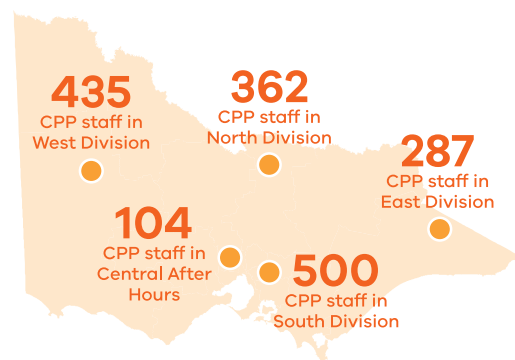 435
CPP staff in
West Division
362
CPP staff in
North Division
287
CPP staff in
East Division
104
CPP staff in
Central After
Hours
500
CPP staff in
South Division